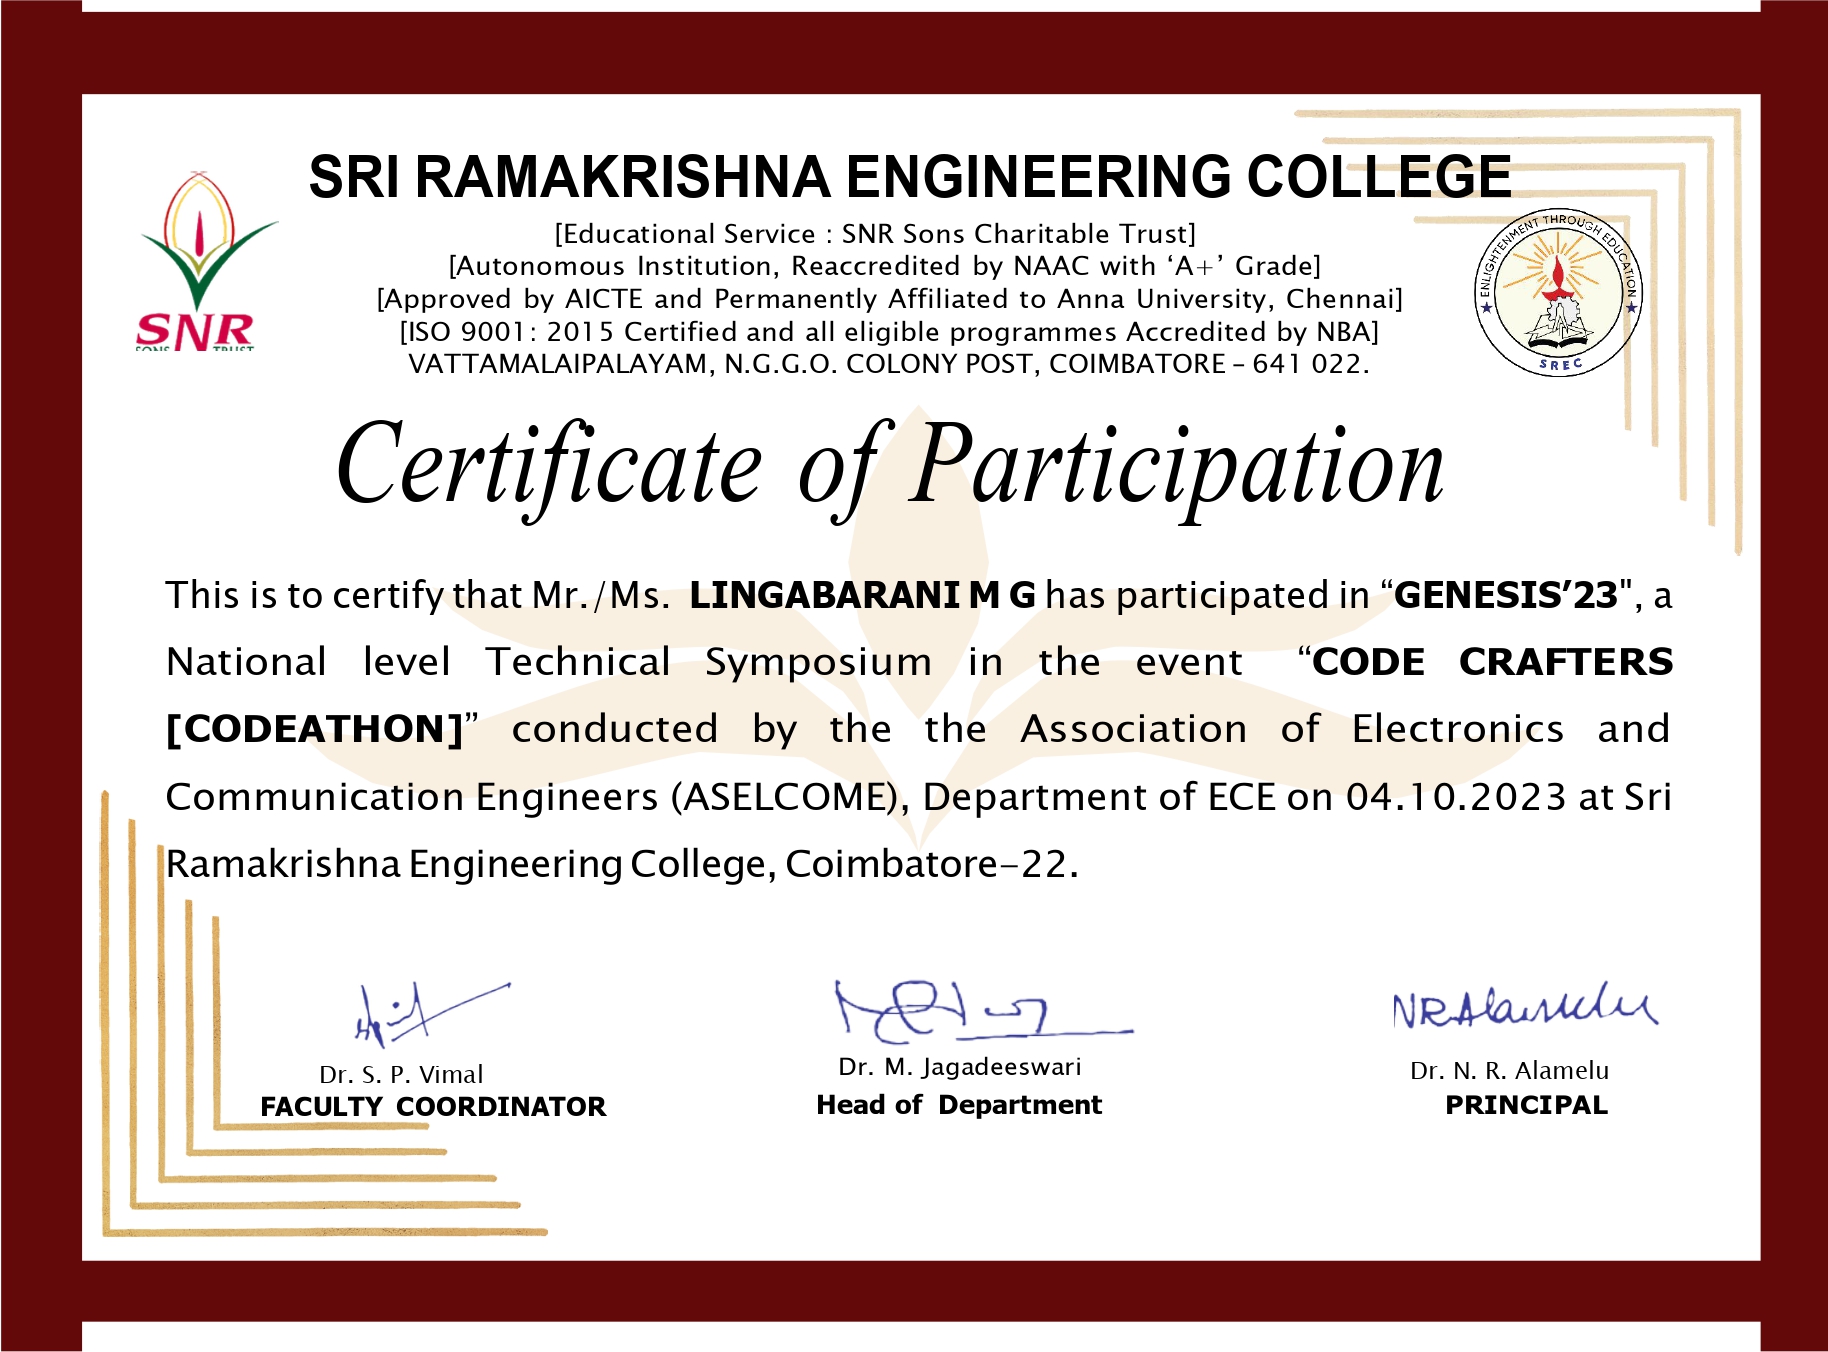 SRI RAMAKRISHNA ENGINEERING COLLEGE
[Educational Service : SNR Sons Charitable Trust]
[Autonomous Institution, Reaccredited by NAAC with ‘A+’ Grade]
[Approved by AICTE and Permanently Affiliated to Anna University, Chennai]
[ISO 9001: 2015 Certified and all eligible programmes Accredited by NBA]
VATTAMALAIPALAYAM, N.G.G.O. COLONY POST, COIMBATORE – 641 022.
SNR
SONS TRUST
ENLIGHTENMENT THROUGH EDUCATION
SREC
Certificate of Participation
This is to certify that Mr./Ms. LINGABARANI M G has participated in “GENESIS’23", a
National level Technical Symposium in the event “CODE CRAFTERS
[CODEATHON]” conducted by the the Association of Electronics and
Communication Engineers (ASELCOME), Department of ECE on 04.10.2023 at Sri
Ramakrishna Engineering College, Coimbatore-22.
NRAlamelu
Dr. S. P. Vimal
FACULTY COORDINATOR
Dr. M. Jagadeeswari
Head of Department
Dr. N. R. Alamelu
PRINCIPAL